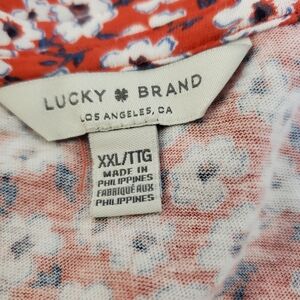 LUCKY BRAND
LOS ANGELES, CA
XXL/TTG
MADE IN
PHILIPPINES
FABRIQUÉ AUX
PHILIPPINES